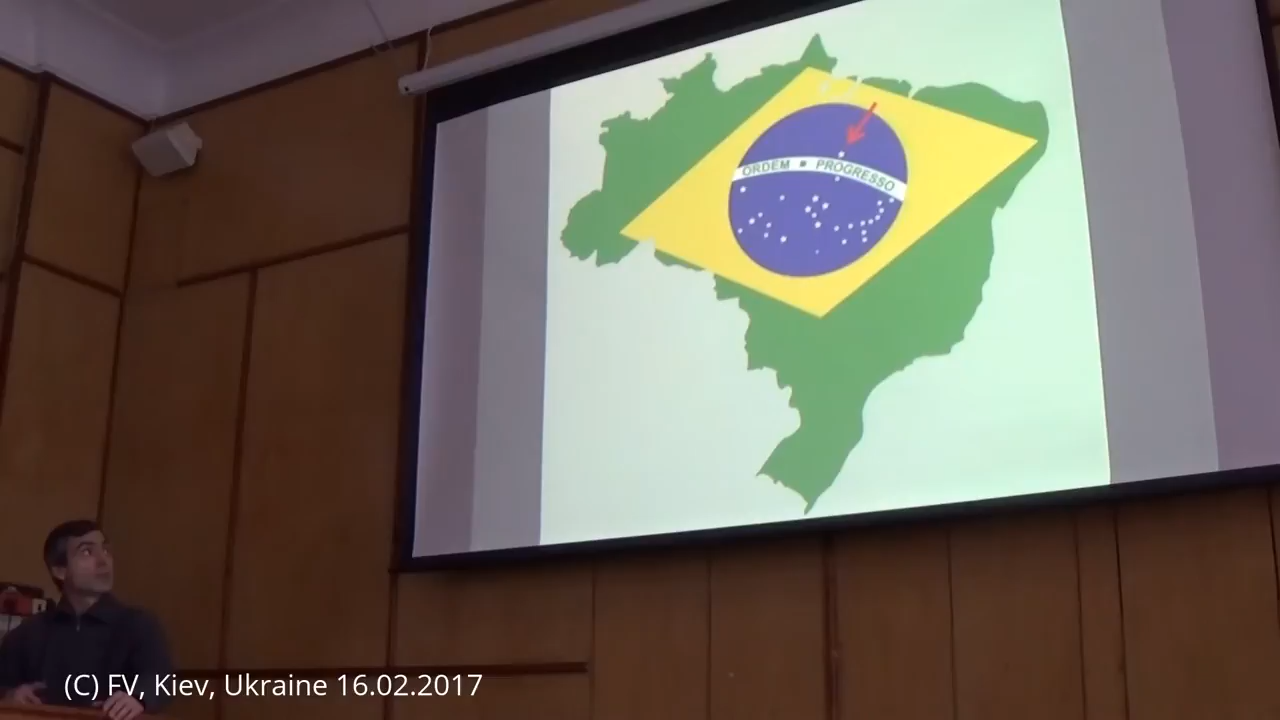 ORDEM PROGRESSO
(C) FV, Kiev, Ukraine 16.02.2017